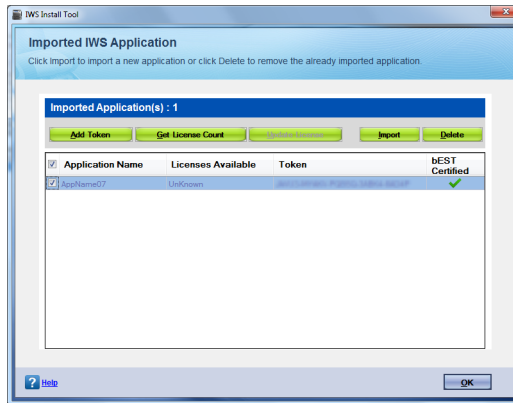 IWS Install Tool
Imported IWS Application
Click Import to import a new application or click Delete to remove the already imported application.
Imported Application(s) : 1
Add Token Get License Count Update License Import Delete
Application Name Licenses Available Token bEST Certified
AppName07 UnKnown
? Help
OK